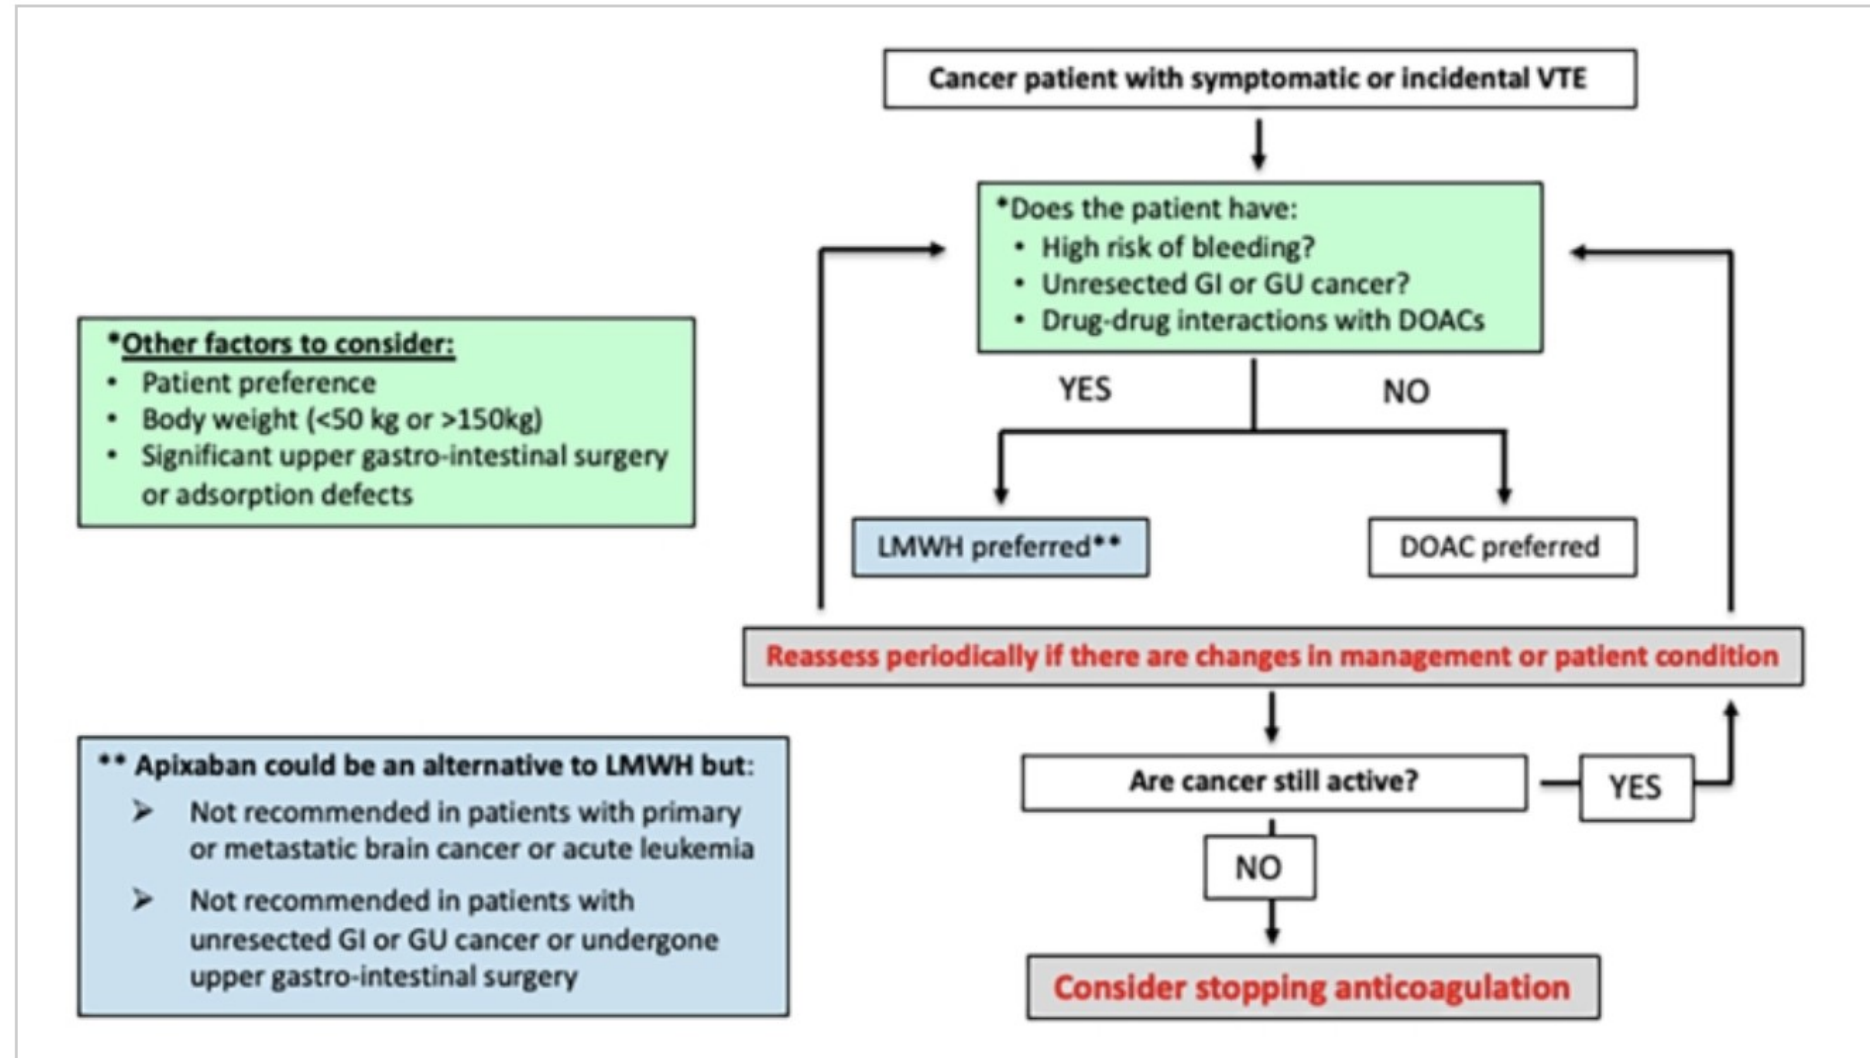 Cancer patient with symptomatic or incidental VTE
*Does the patient have:
• High risk of bleeding?
• Unresected GI or GU cancer?
• Drug-drug interactions with DOACs
*Other factors to consider:
• Patient preference
• Body weight (<50 kg or >150kg)
• Significant upper gastro-intestinal surgery
or adsorption defects
YES
NO
LMWH preferred**
DOAC preferred
Reassess periodically if there are changes in management or patient condition
** Apixaban could be an alternative to LMWH but:
➢ Not recommended in patients with primary
or metastatic brain cancer or acute leukemia
➢ Not recommended in patients with
unresected GI or GU cancer or undergone
upper gastro-intestinal surgery
Are cancer still active?
YES
NO
Consider stopping anticoagulation